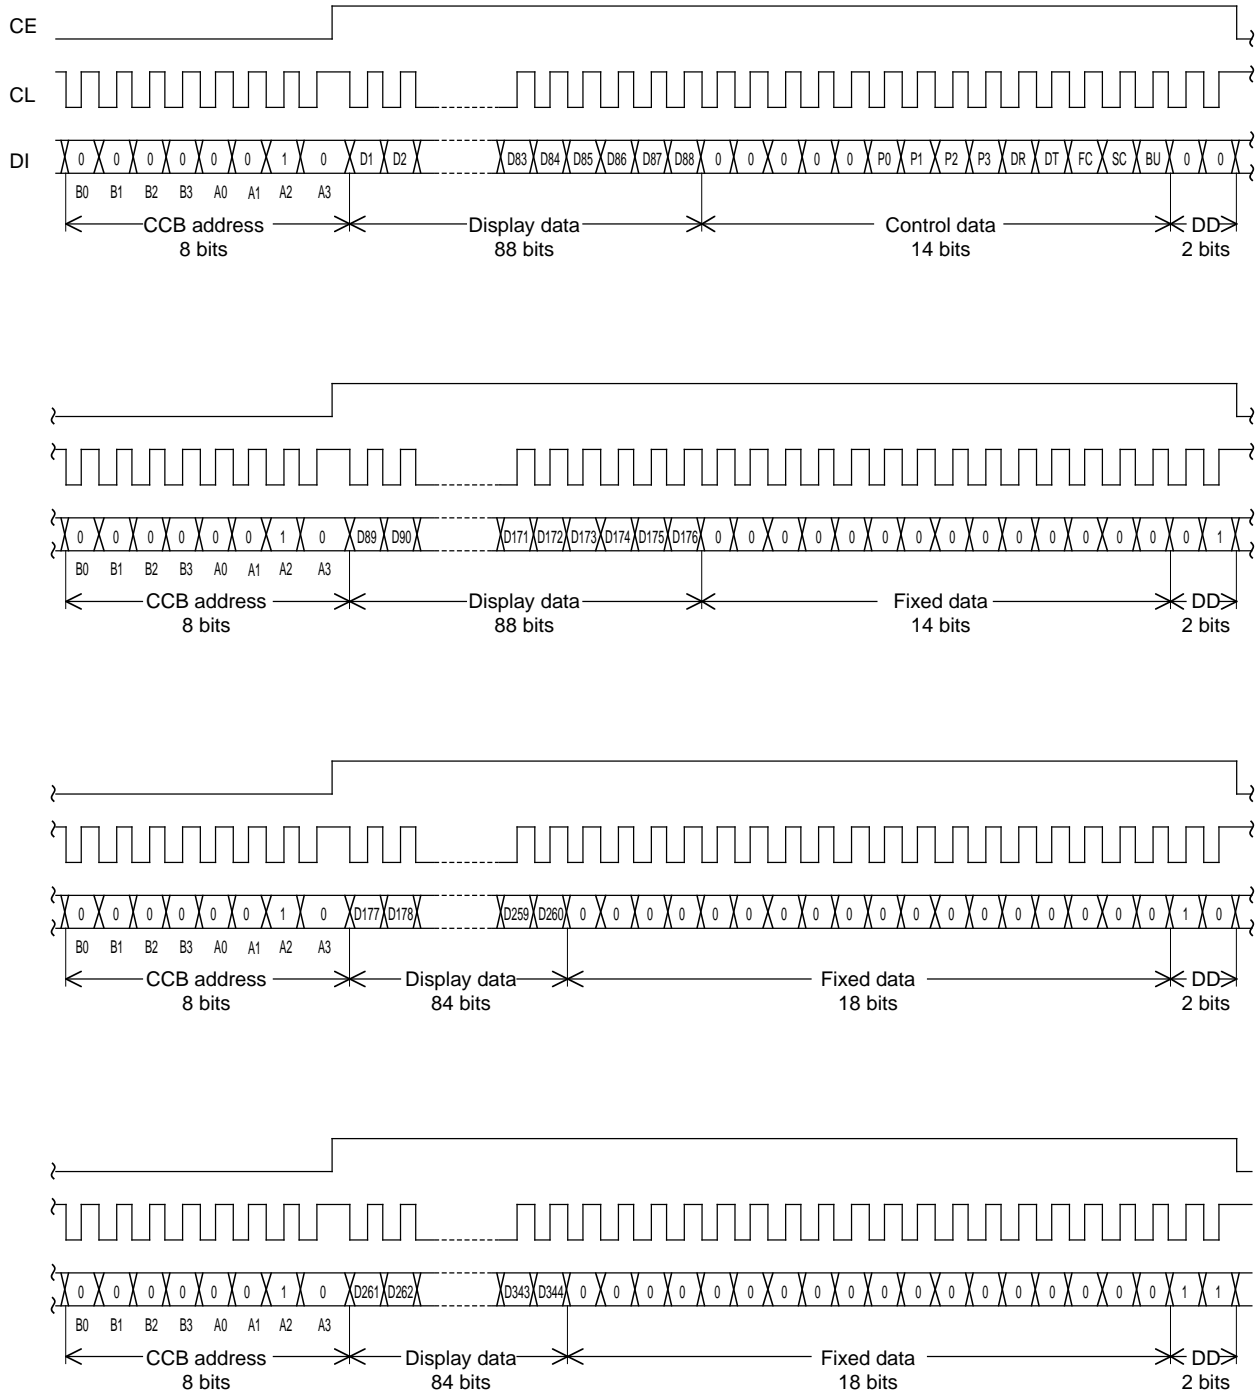 CE
CL
DI 0 0 0 0 0 0 1 0 D1 D2 D83 D84 D85 D86 D87 D88 0 0 0 0 0 P0 P1 P2 P3 DR DT FC SC BU 0 0
B0 B1 B2 B3 A0 A1 A2 A3
CCB address Display data Control data DD
8 bits 88 bits 14 bits 2 bits
0 0 0 0 0 0 1 0 D89 D90 D171 D172 D173 D174 D175 D176 0 0 0 0 0 0 0 0 0 0 0 0 0 0 0 1
B0 B1 B2 B3 A0 A1 A2 A3
CCB address Display data Fixed data DD
8 bits 88 bits 14 bits 2 bits
0 0 0 0 0 0 1 0 D177 D178 D259 D260 0 0 0 0 0 0 0 0 0 0 0 0 0 0 0 0 0 0 1 0
B0 B1 B2 B3 A0 A1 A2 A3
CCB address Display data Fixed data DD
8 bits 84 bits 18 bits 2 bits
0 0 0 0 0 0 1 0 D261 D262 D343 D344 0 0 0 0 0 0 0 0 0 0 0 0 0 0 0 0 0 0 1 1
B0 B1 B2 B3 A0 A1 A2 A3
CCB address Display data Fixed data DD
8 bits 84 bits 18 bits 2 bits